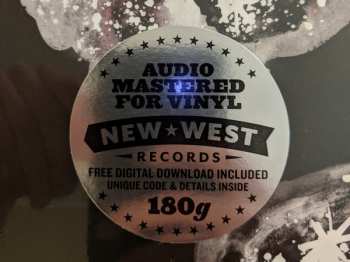 AUDIO
MASTERED
FOR VINYL
NEW★WEST
RECORDS
FREE DIGITAL DOWNLOAD INCLUDED
UNIQUE CODE & DETAILS INSIDE
180g